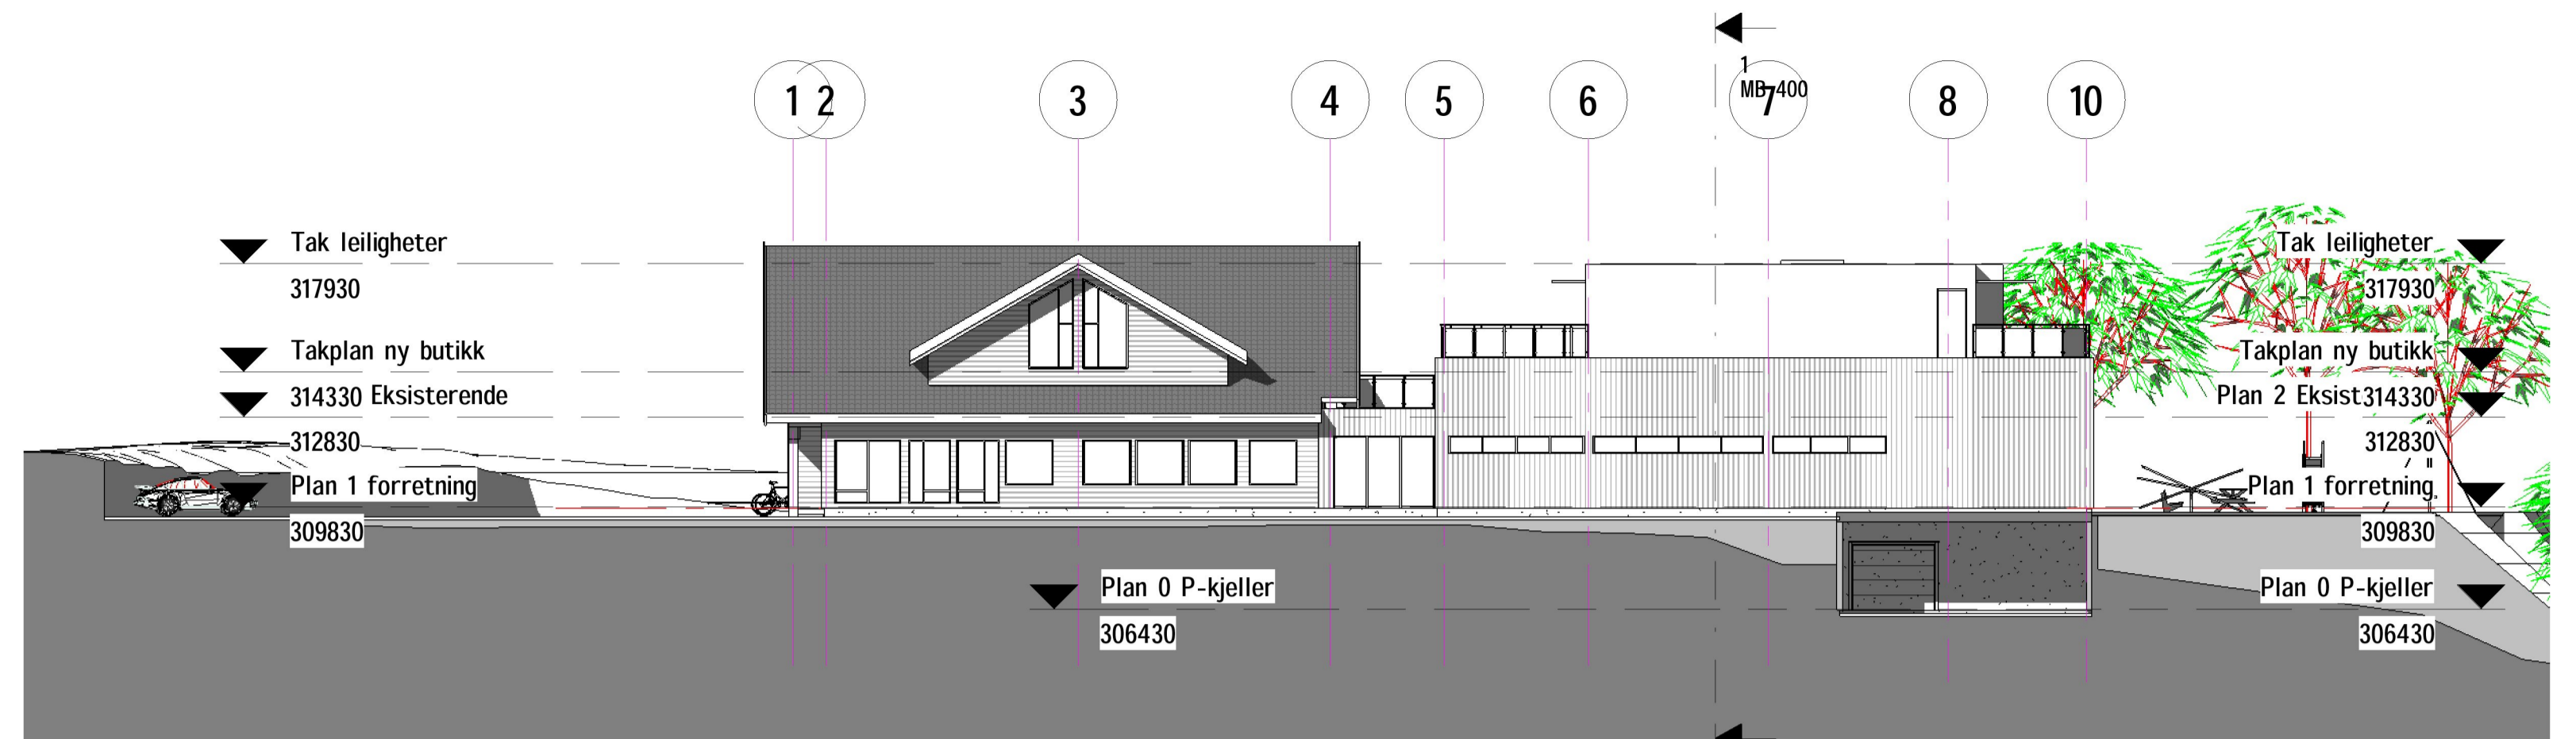 1
MB-400
1 2 3 4 5 6 7 8 10
Tak leiligheter
317930
Takplan ny butikk
314330 Eksisterende
312830
Plan 1 forretning
309830
Plan 0 P-kjeller
306430
Tak leiligheter
317930
Takplan ny butikk
Plan 2 Eksist314330
312830
Plan 1 forretning
309830
Plan 0 P-kjeller
306430